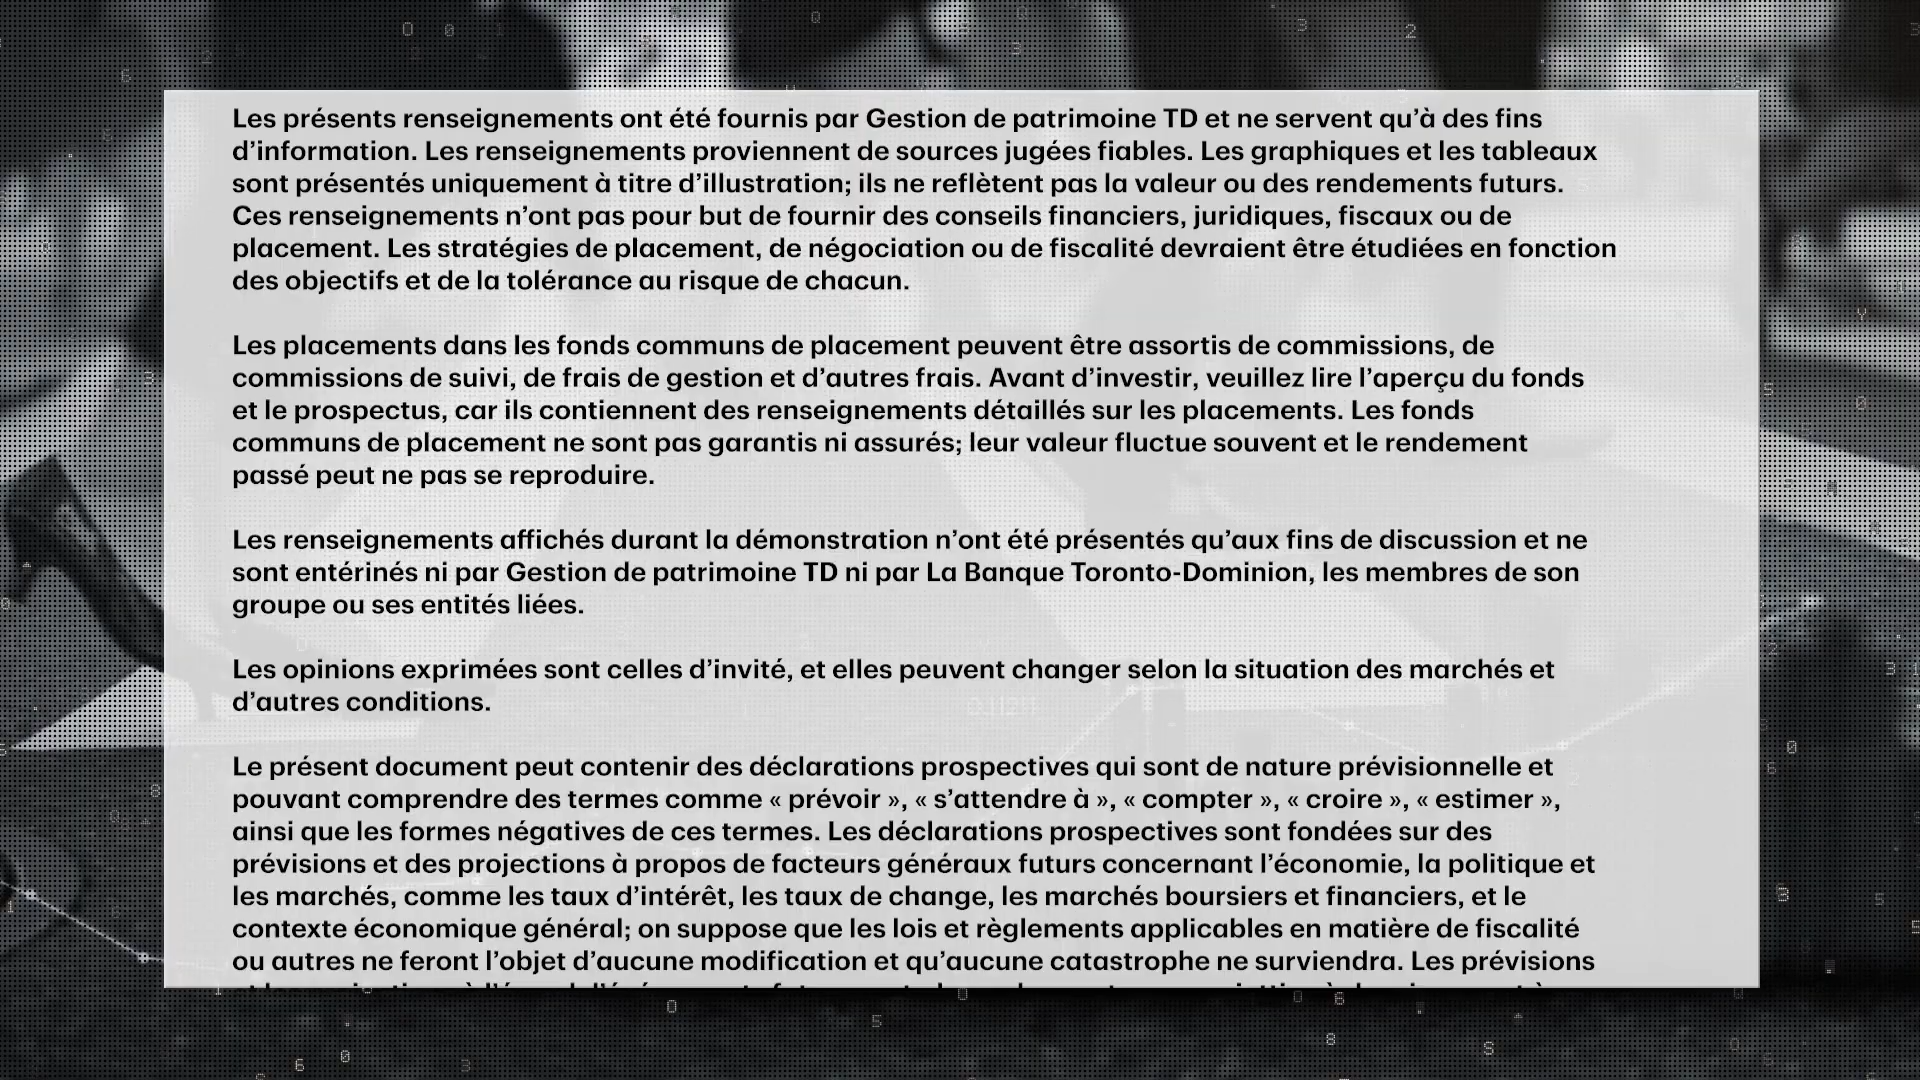 Les présents renseignements ont été fournis par Gestion de patrimoine TD et ne servent qu’à des fins
d’information. Les renseignements proviennent de sources jugées fiables. Les graphiques et les tableaux
sont présentés uniquement à titre d’illustration; ils ne reflètent pas la valeur ou des rendements futurs.
Ces renseignements n’ont pas pour but de fournir des conseils financiers, juridiques, fiscaux ou de
placement. Les stratégies de placement, de négociation ou de fiscalité devraient être étudiées en fonction
des objectifs et de la tolérance au risque de chacun.
Les placements dans les fonds communs de placement peuvent être assortis de commissions, de
commissions de suivi, de frais de gestion et d’autres frais. Avant d’investir, veuillez lire l’aperçu du fonds
et le prospectus, car ils contiennent des renseignements détaillés sur les placements. Les fonds
communs de placement ne sont pas garantis ni assurés; leur valeur fluctue souvent et le rendement
passé peut ne pas se reproduire.
Les renseignements affichés durant la démonstration n’ont été présentés qu’aux fins de discussion et ne
sont entérinés ni par Gestion de patrimoine TD ni par La Banque Toronto-Dominion, les membres de son
groupe ou ses entités liées.
Les opinions exprimées sont celles d’invité, et elles peuvent changer selon la situation des marchés et
d’autres conditions.
Le présent document peut contenir des déclarations prospectives qui sont de nature prévisionnelle et
pouvant comprendre des termes comme « prévoir », « s’attendre à », « compter », « croire », « estimer »,
ainsi que les formes négatives de ces termes. Les déclarations prospectives sont fondées sur des
prévisions et des projections à propos de facteurs généraux futurs concernant l’économie, la politique et
les marchés, comme les taux d’intérêt, les taux de change, les marchés boursiers et financiers, et le
contexte économique général; on suppose que les lois et règlements applicables en matière de fiscalité
ou autres ne feront l’objet d’aucune modification et qu’aucune catastrophe ne surviendra. Les prévisions